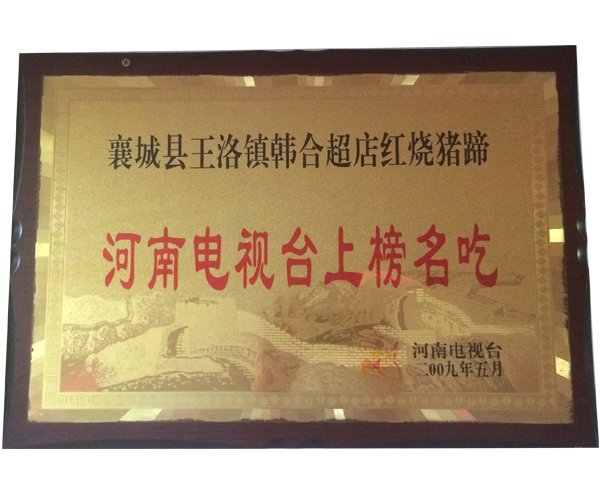 襄城县王洛镇韩合超店红烧猪蹄
河南电视台上榜名吃
河南电视台
二00九年五月